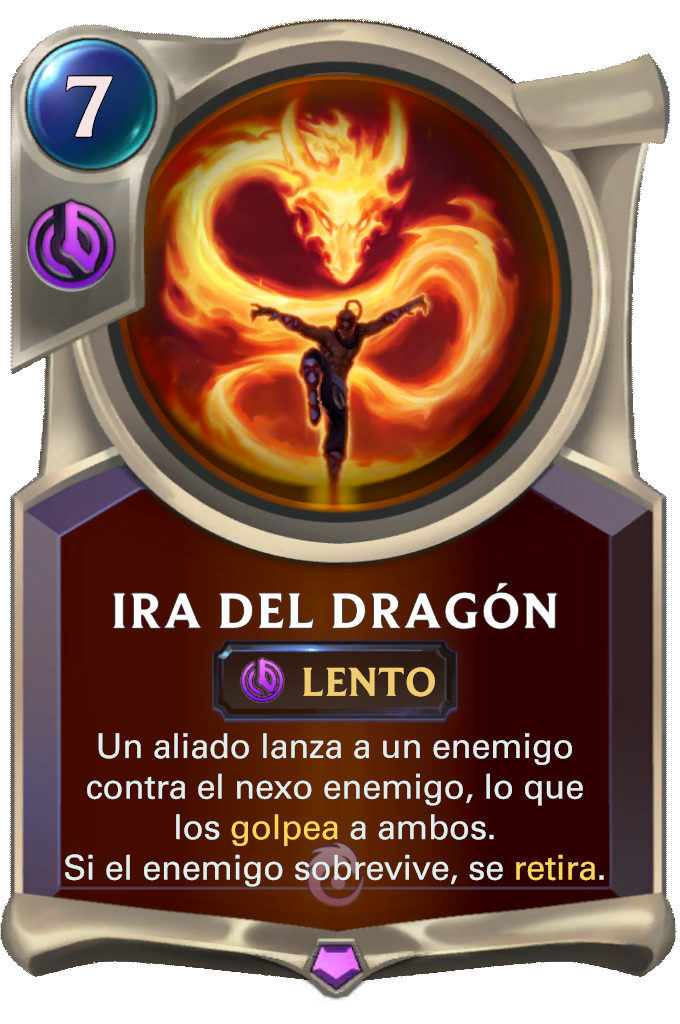 7
IRA DEL DRAGÓN
LENTO
Un aliado lanza a un enemigo
contra el nexo enemigo, lo que
los golpea a ambos.
Si el enemigo sobrevive, se retira.